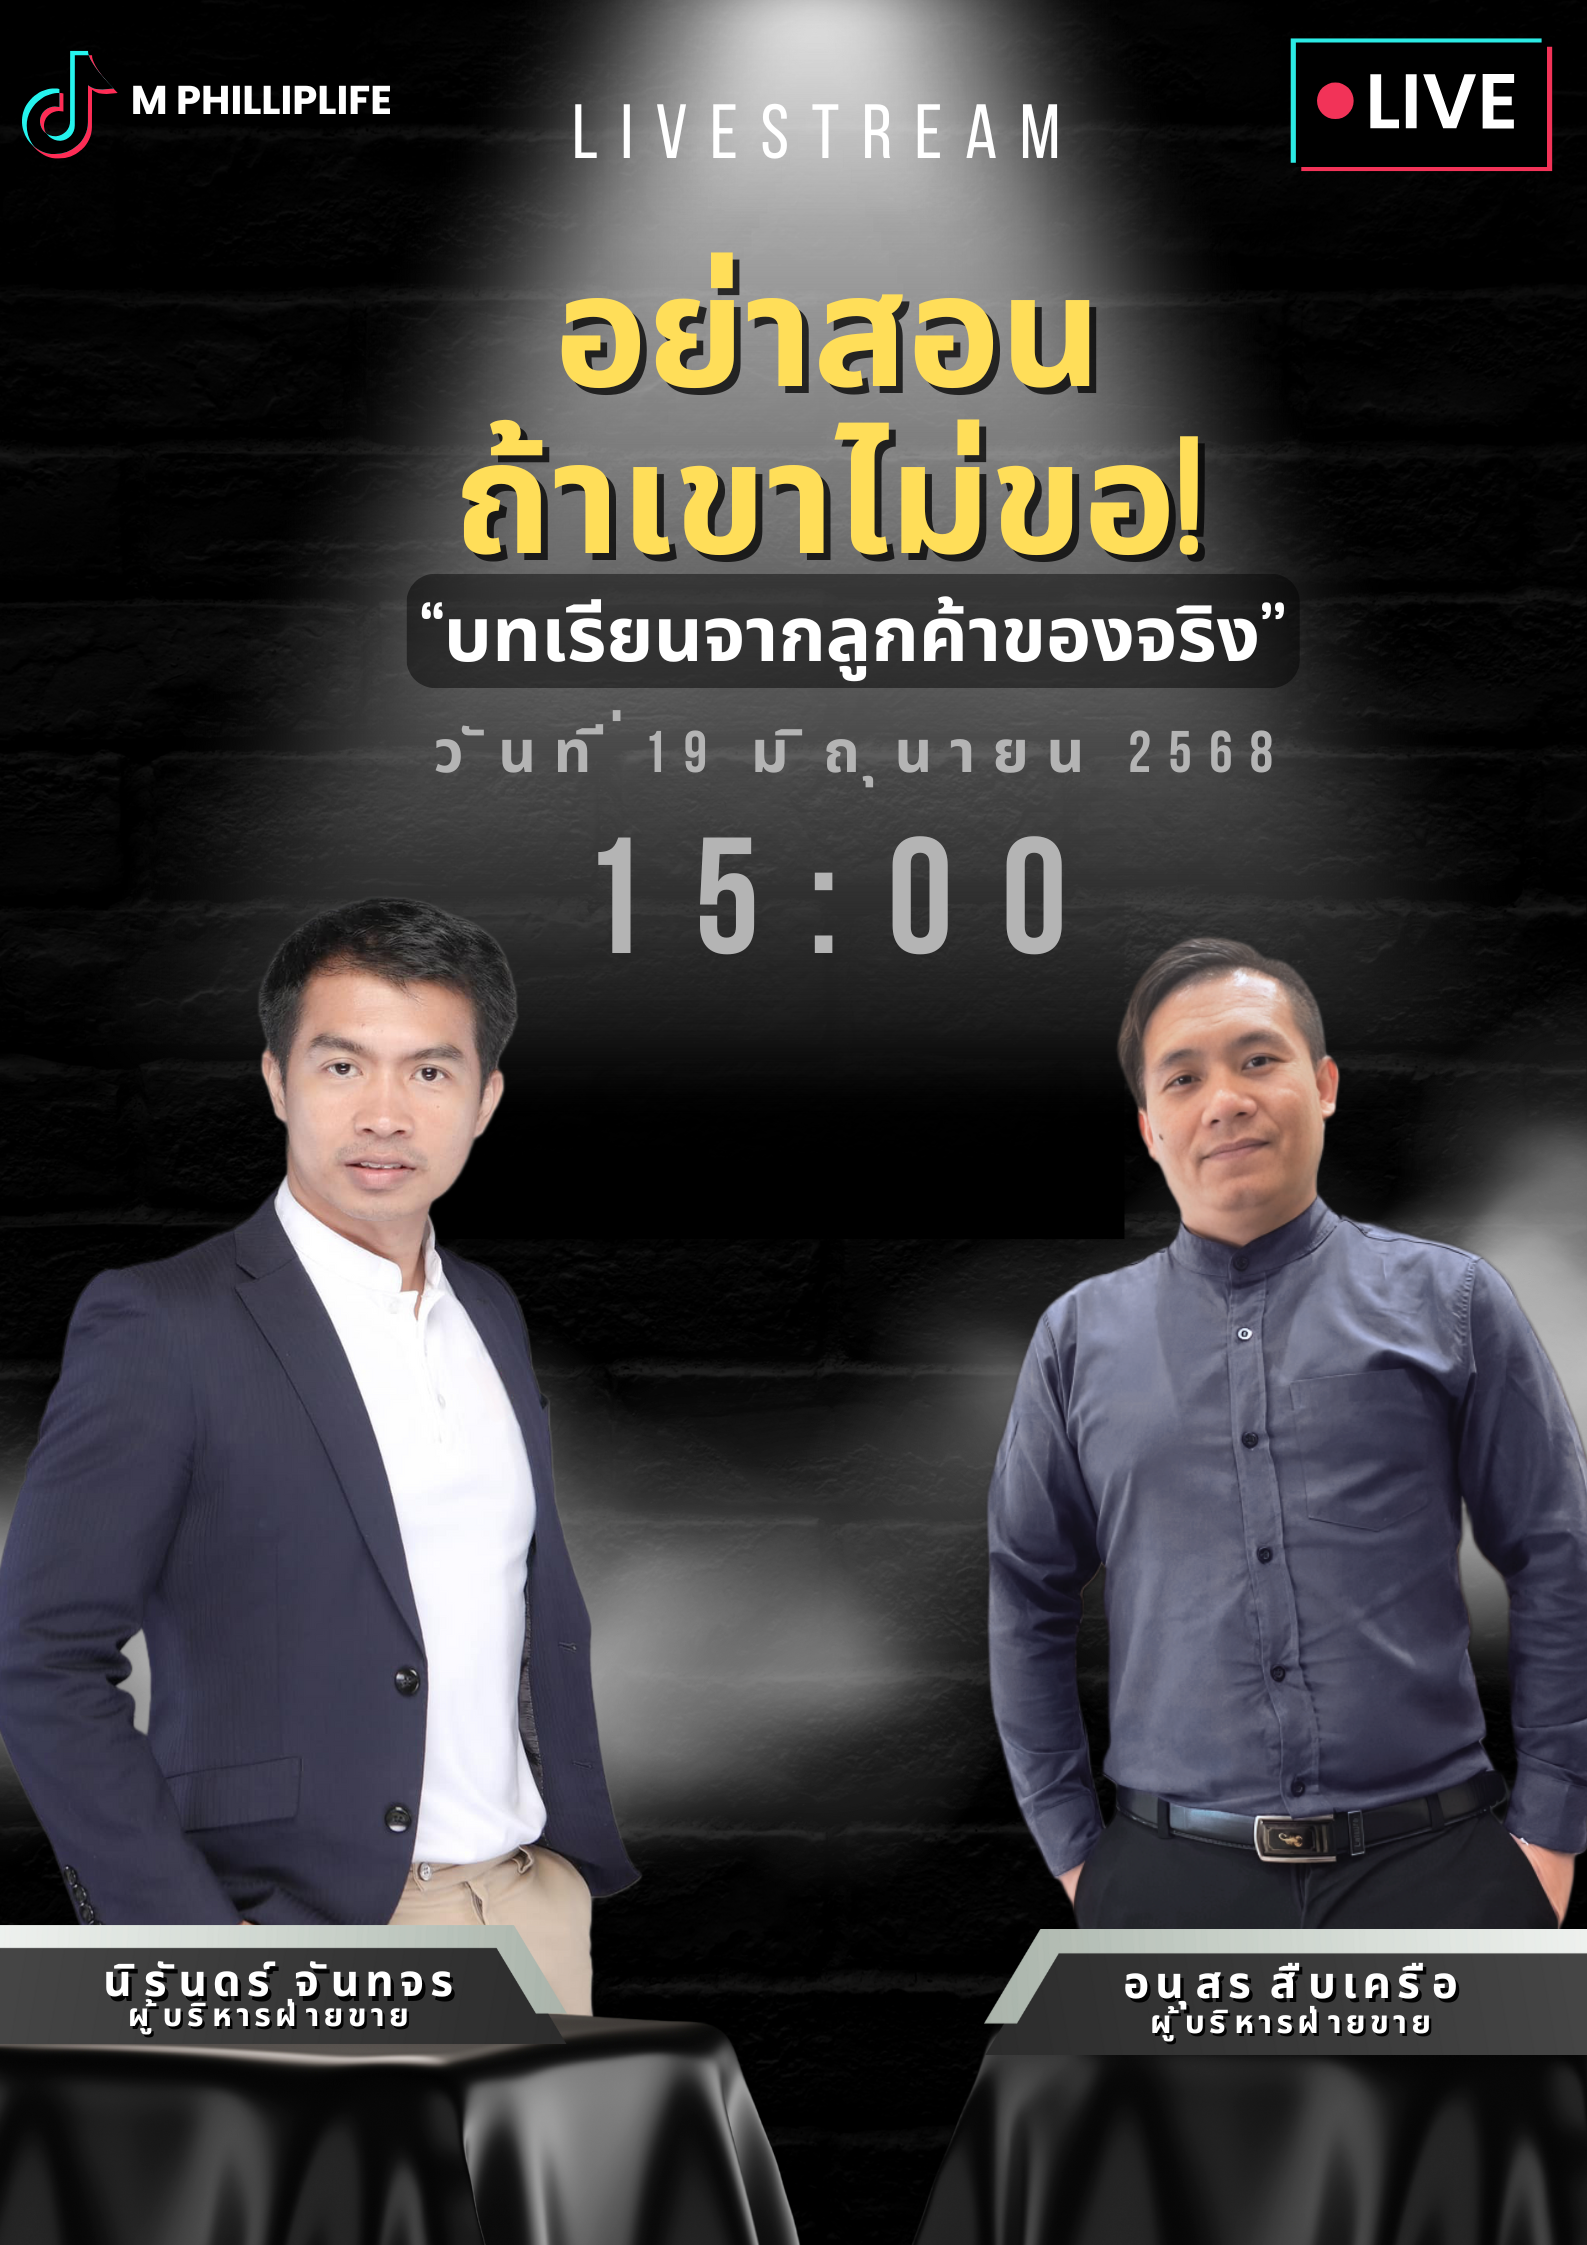 M PHILLIPLIFE
LIVESTREAM
LIVE
อย่าสอน
ถ้าเขาไม่ขอ!
“บทเรียนจากลูกค้าของจริง”
วันที่ 19 มิถุนายน 2568
15:00
นิรันดร์ จันทจร
ผู้บริหารฝ่ายขาย
อนุสร สืบเครือ
ผู้บริหารฝ่ายขาย